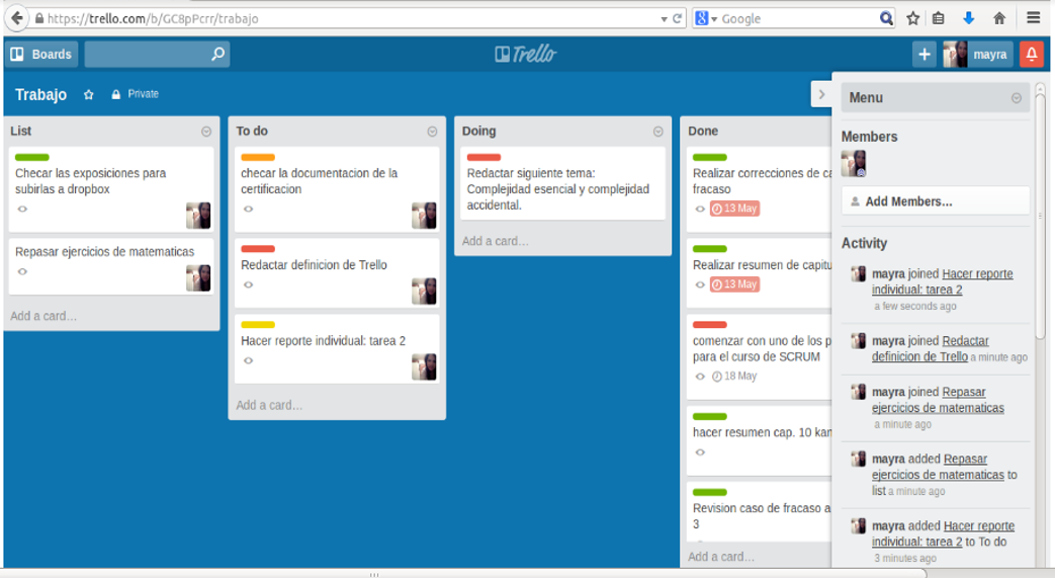 https://trello.com/b/GC8pPcrr/trabajo
Google
Boards
Trello
mayra
Trabajo
Private
List
Checar las exposiciones para
subirlas a dropbox
Repasar ejercicios de matematicas
Add a card...
To do
checar la documentacion de la
certificacion
Redactar definicion de Trello
Hacer reporte individual: tarea 2
Add a card...
Doing
Redactar siguiente tema:
Complejidad esencial y complejidad
accidental.
Add a card...
Done
Realizar correcciones de ca
fracaso
13 May
Realizar resumen de capitu
13 May
comenzar con uno de los p
para el curso de SCRUM
18 May
hacer resumen cap. 10 kan
Revision caso de fracaso a
3
Add a card...
Menu
Members
Add Members...
Activity
mayra joined Hacer reporte
individual: tarea 2
a few seconds ago
mayra joined Redactar
definicion de Trello a minute ago
mayra joined Repasar
ejercicios de matematicas
a minute ago
mayra added Repasar
ejercicios de matematicas to
list a minute ago
mayra added Hacer reporte
individual: tarea 2 to To do
3 minutes ago